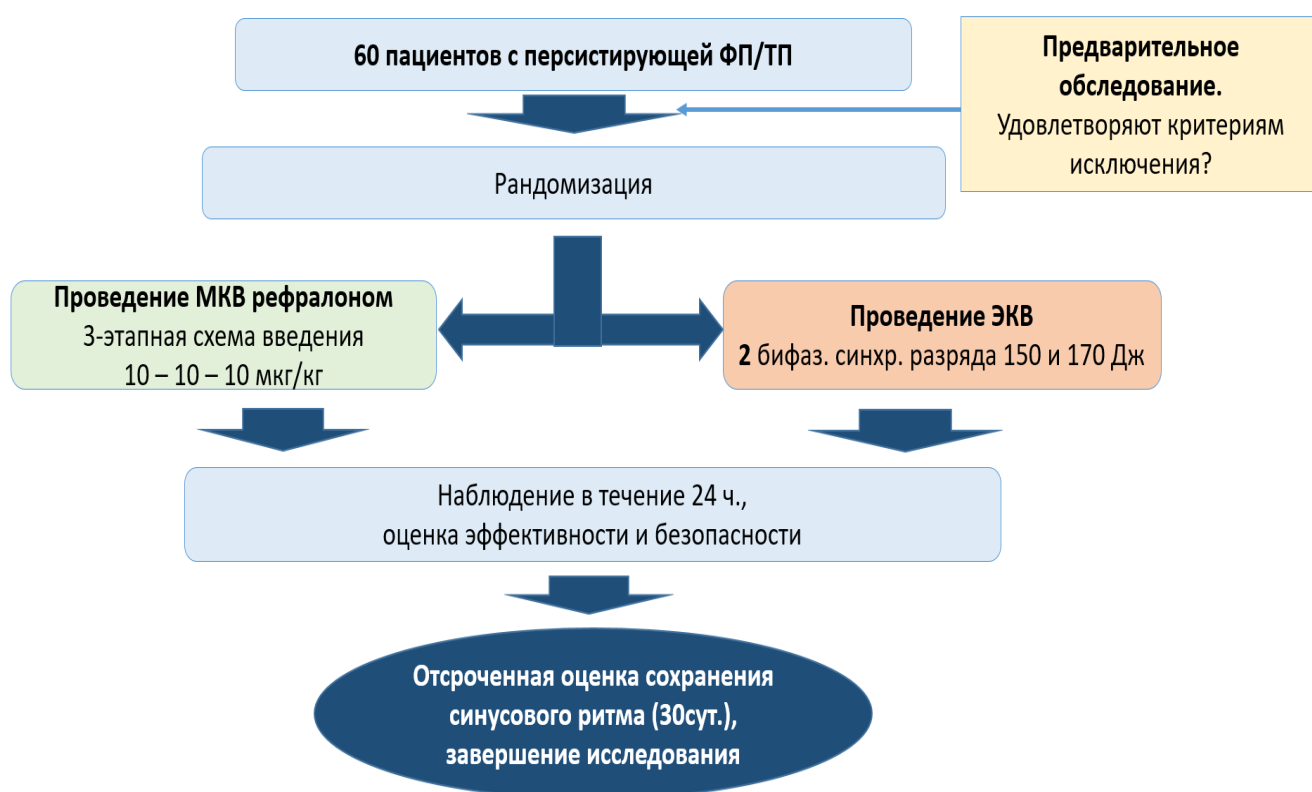 60 пациентов с персистирующей ФП/ТП
Предварительное
обследование.
Удовлетворяют критериям
исключения?
Рандомизация
Проведение МКВ рефралоном
3-этапная схема введения
10 – 10 – 10 мкг/кг
Проведение ЭКВ
2 бифаз. синхр. разряда 150 и 170 Дж
Наблюдение в течение 24 ч.,
оценка эффективности и безопасности
Отсроченная оценка сохранения
синусового ритма (30сут.),
завершение исследования